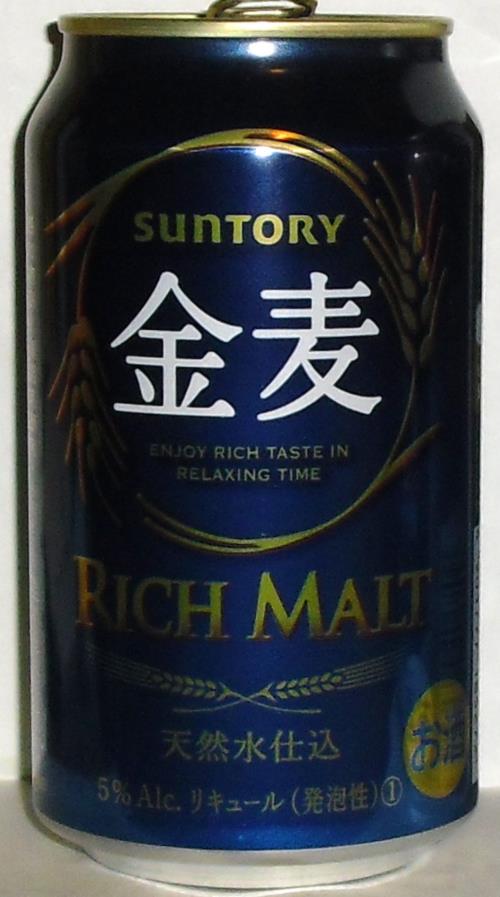 SUNTORY
金麦
ENJOY RICH TASTE IN
RELAXING TIME
RICH MALT
天然水仕込
お酒
5% Alc. リキュール(発泡性)①